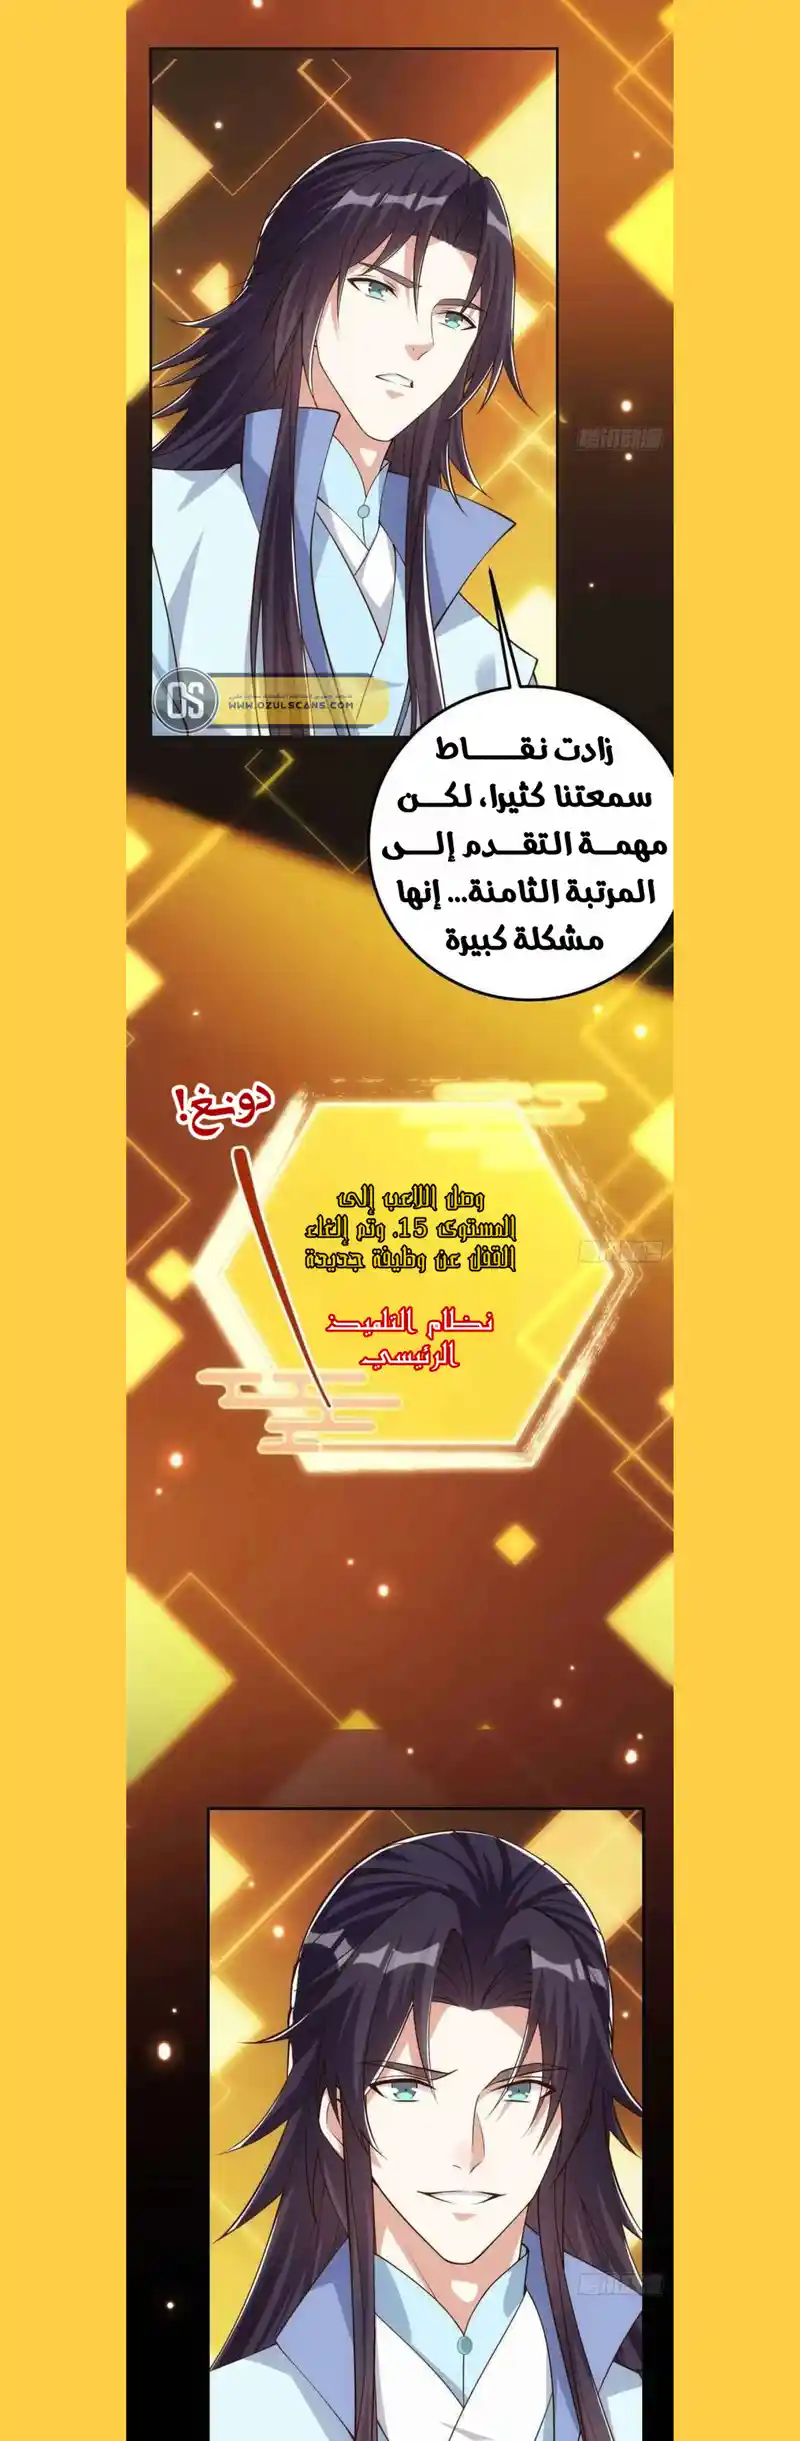 OS
WWW.OZULSCANS.COM
زادت نقاط
سمعتنا كثيرا، لكن
مهمة التقدم إلى
المرتبة الثامنة... إنها
مشكلة كبيرة
دونغ!
وصل اللاعب إلى
المستوى 15. وتم إلغاء
القفل عن وظيفة جديدة
نظام التلميذ
الرئيسي